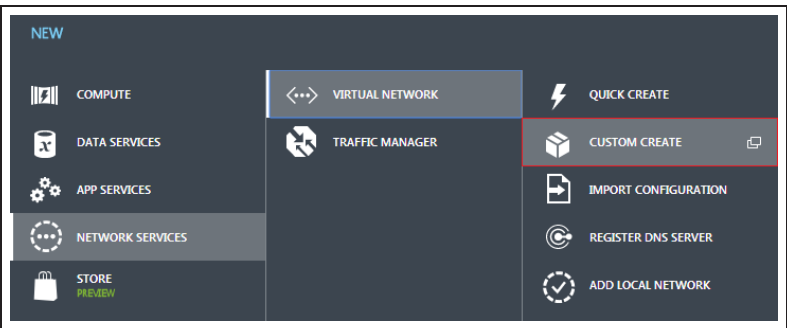 NEW
COMPUTE
DATA SERVICES
APP SERVICES
NETWORK SERVICES
STORE
PREVIEW
VIRTUAL NETWORK
TRAFFIC MANAGER
QUICK CREATE
CUSTOM CREATE
IMPORT CONFIGURATION
REGISTER DNS SERVER
ADD LOCAL NETWORK